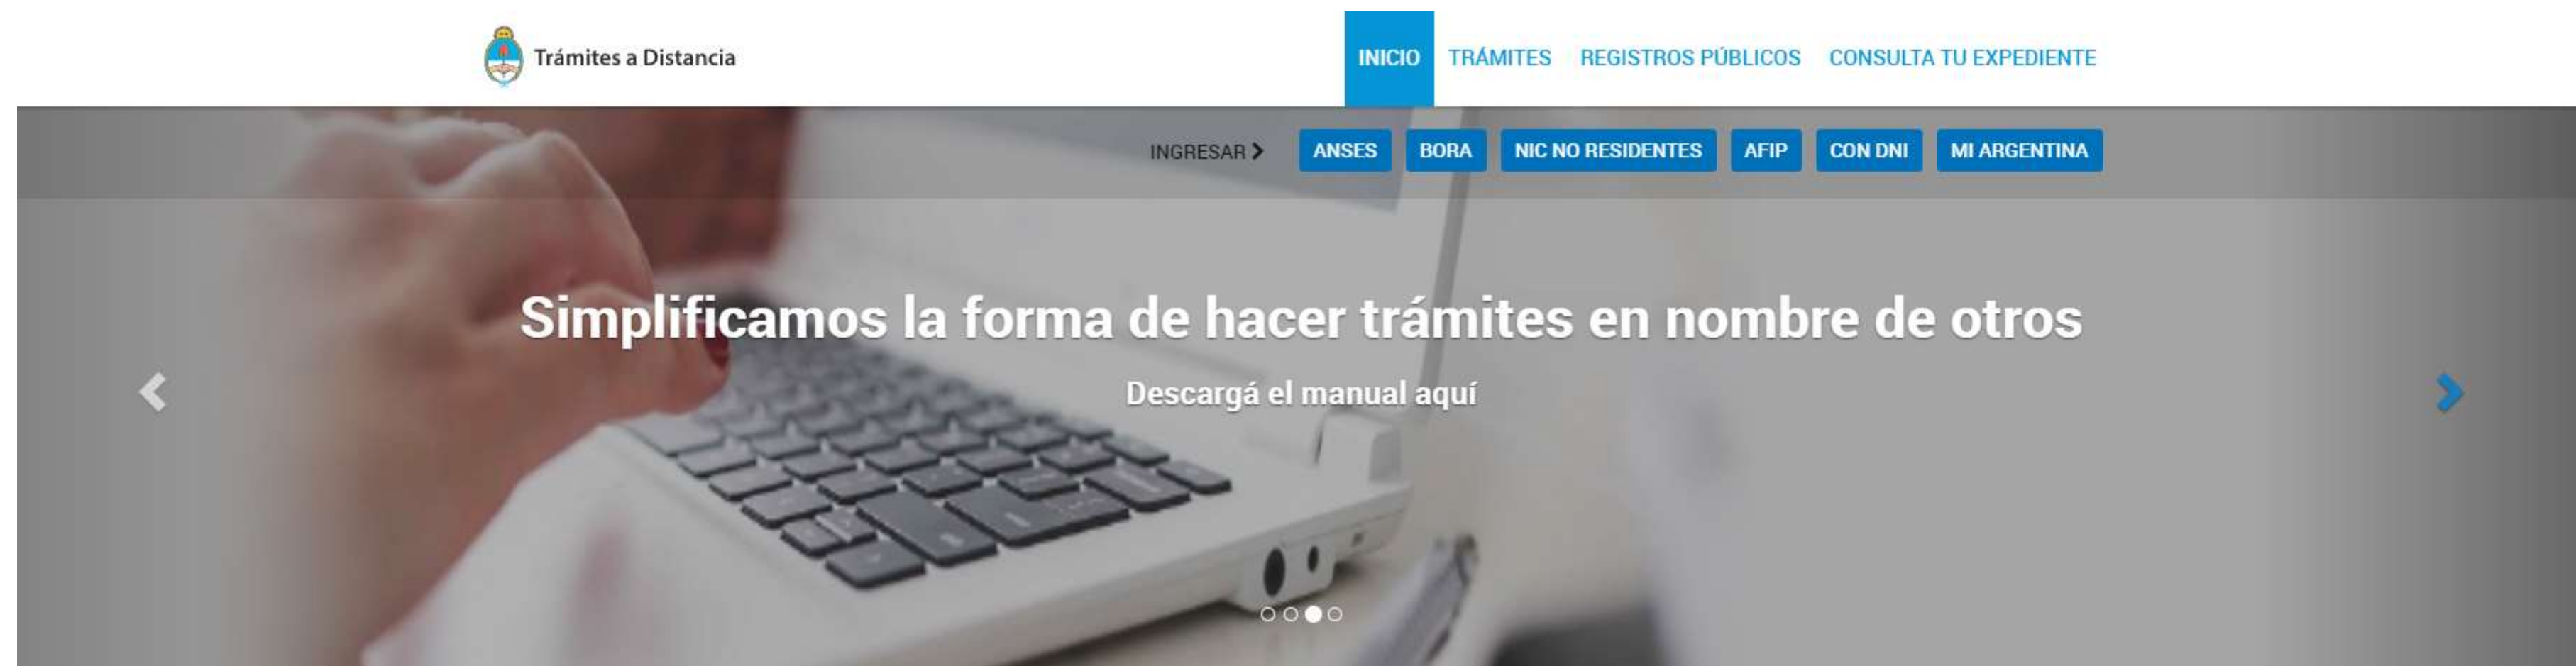 Trámites a Distancia
INICIO TRÁMITES REGISTROS PÚBLICOS CONSULTA TU EXPEDIENTE
INGRESAR ANSES BORA NIC NO RESIDENTES AFIP CON DNI MI ARGENTINA
Simplificamos la forma de hacer trámites en nombre de otros
Descargá el manual aquí